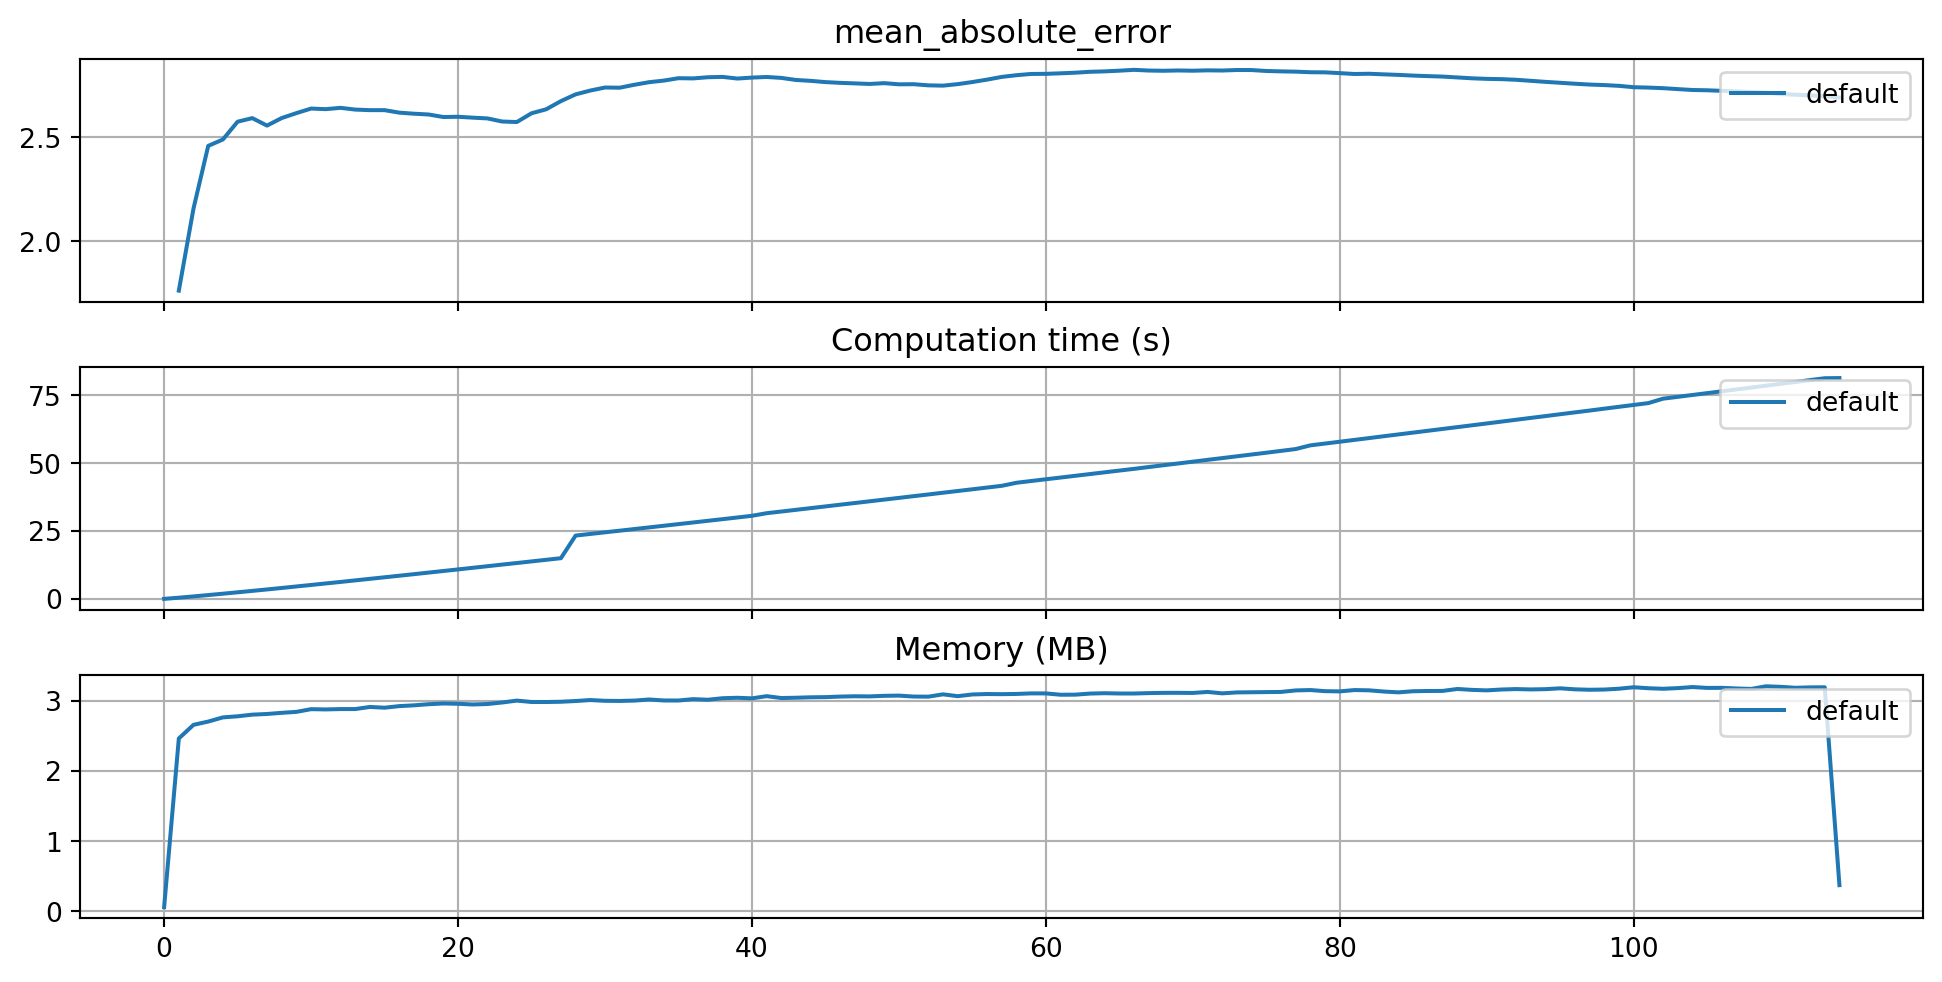 mean_absolute_error
default
2.5
2.0
Computation time (s)
default
75
50
25
0
Memory (MB)
default
3
2
1
0
0 20 40 60 80 100